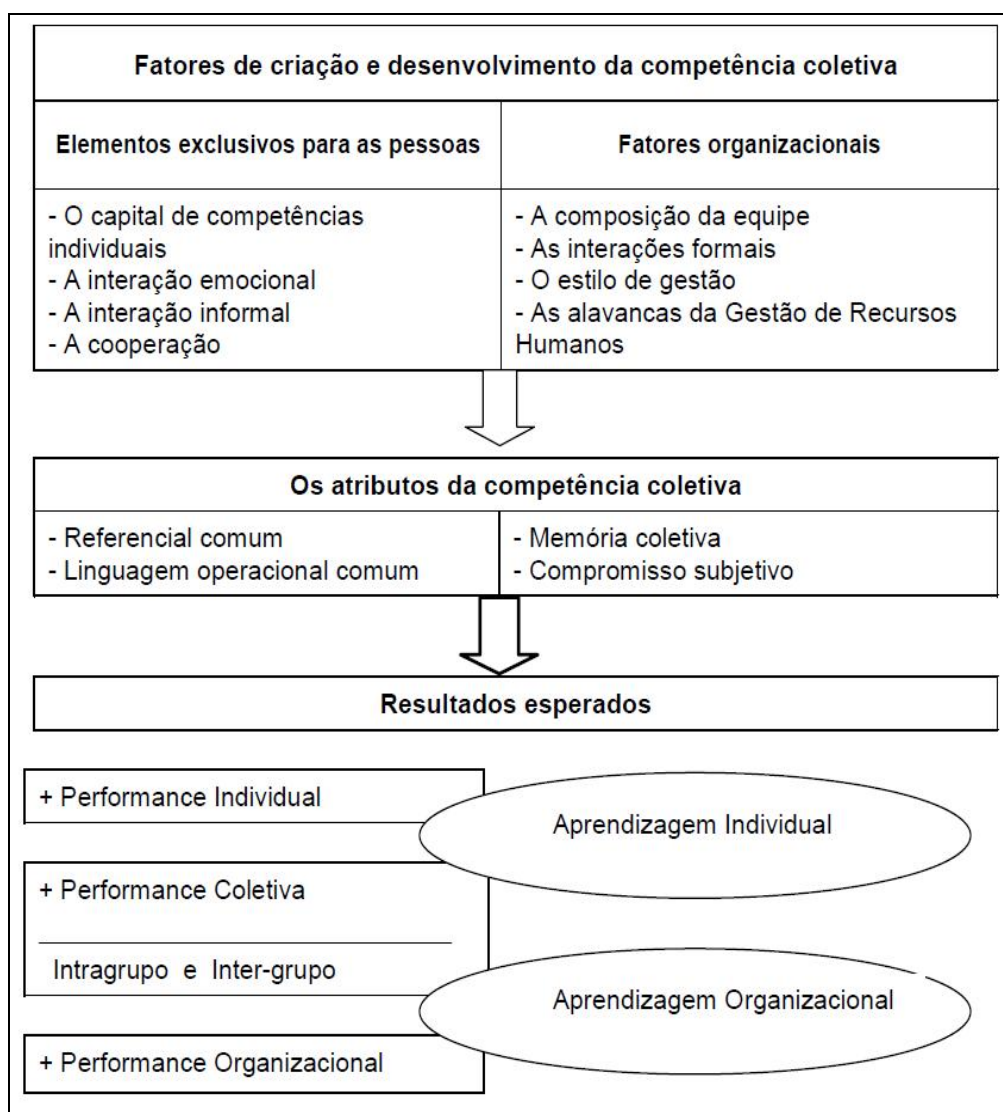 Fatores de criação e desenvolvimento da competência coletiva
Elementos exclusivos para as pessoas
- O capital de competências
individuais
- A interação emocional
- A interação informal
- A cooperação
Fatores organizacionais
- A composição da equipe
- As interações formais
- O estilo de gestão
- As alavancas da Gestão de Recursos
Humanos
Os atributos da competência coletiva
- Referencial comum
- Linguagem operacional comum
- Memória coletiva
- Compromisso subjetivo
Resultados esperados
+ Performance Individual
Aprendizagem Individual
+ Performance Coletiva
Intragrupo e Inter-grupo
Aprendizagem Organizacional
+ Performance Organizacional